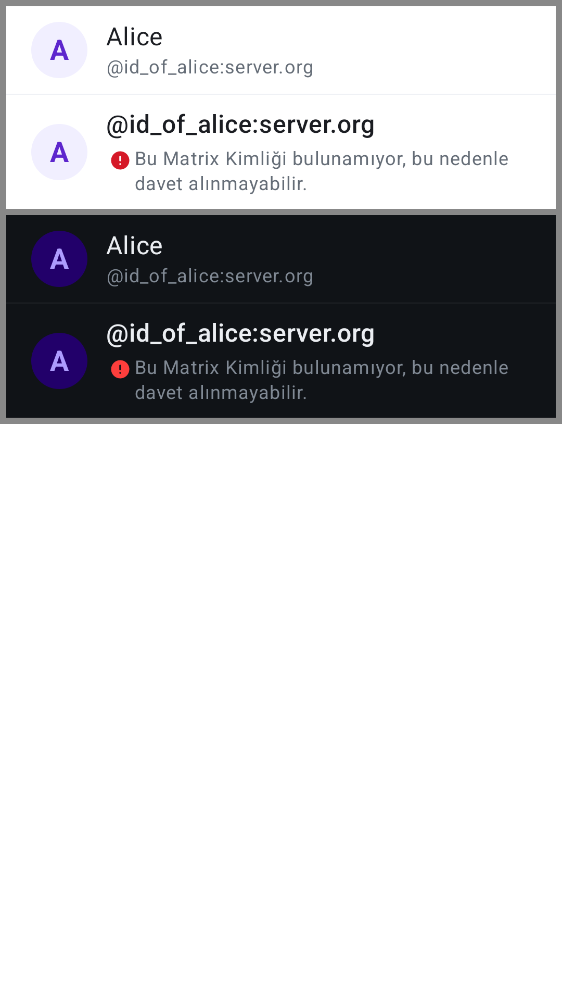 A
Alice
@id_of_alice:server.org
A
@id_of_alice:server.org
Bu Matrix Kimliği bulunamıyor, bu nedenle
davet alınmayabilir.
A
Alice
@id_of_alice:server.org
A
@id_of_alice:server.org
Bu Matrix Kimliği bulunamıyor, bu nedenle
davet alınmayabilir.